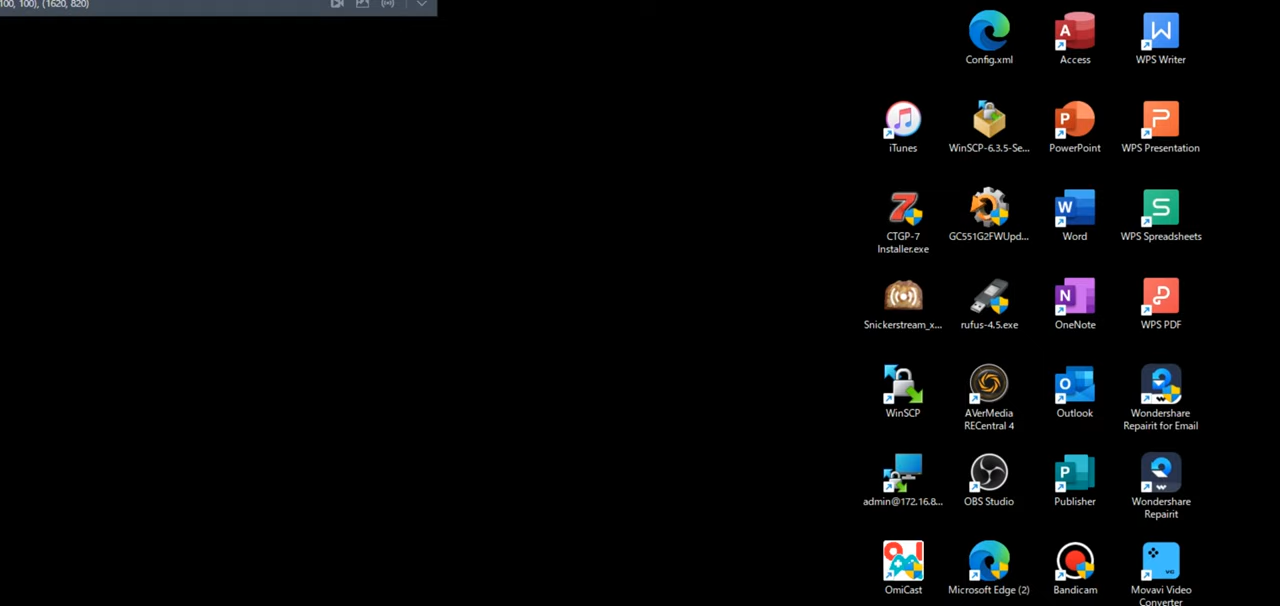 100, 100), (1620, 820)
Config.xml
Access
WPS Writer
iTunes
WinSCP-6.3.5-Se...
PowerPoint
WPS Presentation
CTGP-7
Installer.exe
GC551G2FWUpd...
Word
WPS Spreadsheets
Snickerstream_x...
rufus-4.5.exe
OneNote
WPS PDF
WinSCP
AVerMedia
RECentral 4
Outlook
Wondershare
Repairit for Email
admin@172.16.8...
OBS Studio
Publisher
Wondershare
Repairit
OmiCast
Microsoft Edge (2)
Bandicam
Movavi Video
Converter